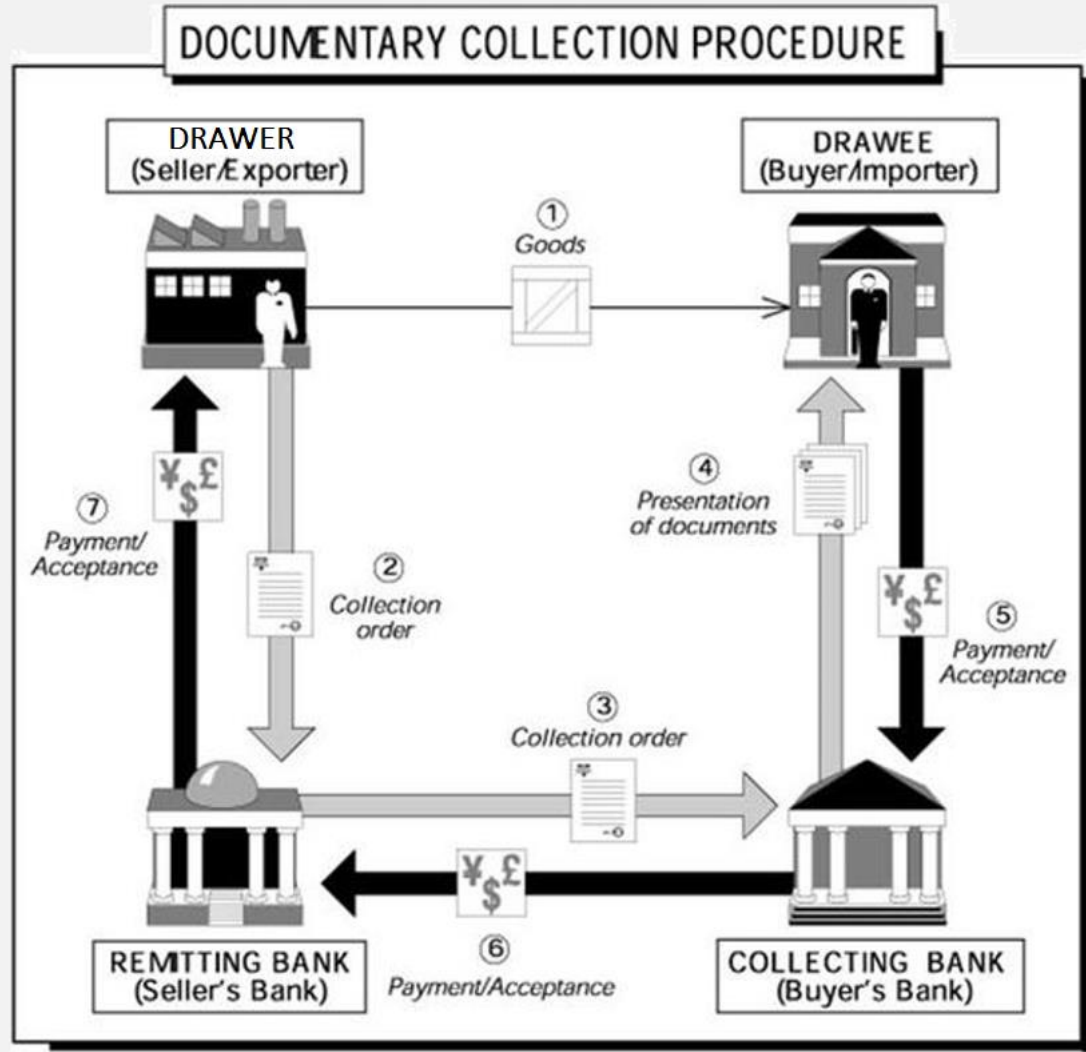 DOCUMENTARY COLLECTION PROCEDURE
DRAWER
(Seller/Exporter)
DRAWEE
(Buyer/Importer)
1
Goods
4
Presentation
of documents
7
Payment/
Acceptance
2
Collection
order
5
Payment/
Acceptance
3
Collection order
¥ $ £
¥ $ £
¥ $ £
6
Payment/Acceptance
REMITTING BANK
(Seller's Bank)
COLLECTING BANK
(Buyer's Bank)